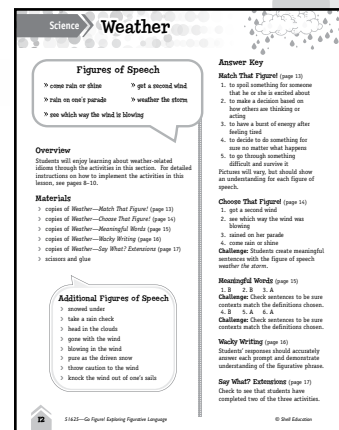 Science
Weather
Figures of Speech
» come rain or shine
» got a second wind
» rain on one's parade
» weather the storm
» see which way the wind is blowing
Overview
Students will enjoy learning about weather-related
idioms through the activities in this section. For detailed
instructions on how to implement the activities in this
lesson, see pages 8–10.
Materials
> copies of Weather—Match That Figure! (page 13)
> copies of Weather—Choose That Figure! (page 14)
> copies of Weather—Meaningful Words (page 15)
> copies of Weather—Wacky Writing (page 16)
> copies of Weather—Say What? Extensions (page 17)
> scissors and glue
Additional Figures of Speech
> snowed under
> take a rain check
> head in the clouds
> gone with the wind
> blowing in the wind
> pure as the driven snow
> throw caution to the wind
> knock the wind out of one's sails
Answer Key
Match That Figure! (page 13)
1. to spoil something for someone
that he or she is excited about
2. to make a decision based on
how others are thinking or
acting
3. to have a burst of energy after
feeling tired
4. to decide to do something for
sure no matter what happens
5. to go through something
difficult and survive it
Pictures will vary, but should show
an understanding for each figure of
speech.
Choose That Figure! (page 14)
1. got a second wind
2. see which way the wind was
blowing
3. rained on her parade
4. come rain or shine
Challenge: Students create meaningful
sentences with the figure of speech
weather the storm.
Meaningful Words (page 15)
1. B 2. B 3. A
Challenge: Check sentences to be sure
contexts match the definitions chosen.
4. B 5. A 6. A
Challenge: Check sentences to be sure
contexts match the definitions chosen.
Wacky Writing (page 16)
Students' responses should accurately
answer each prompt and demonstrate
understanding of the figurative phrase.
Say What? Extensions (page 17)
Check to see that students have
completed two of the three activities.
12
51625—Go Figure! Exploring Figurative Language
© Shell Education